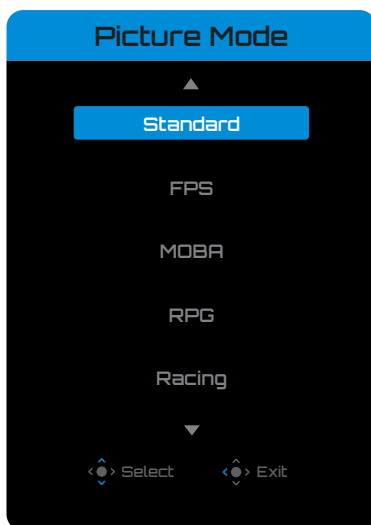 Picture Mode
Standard
FPS
MOBA
RPG
Racing
Select Exit